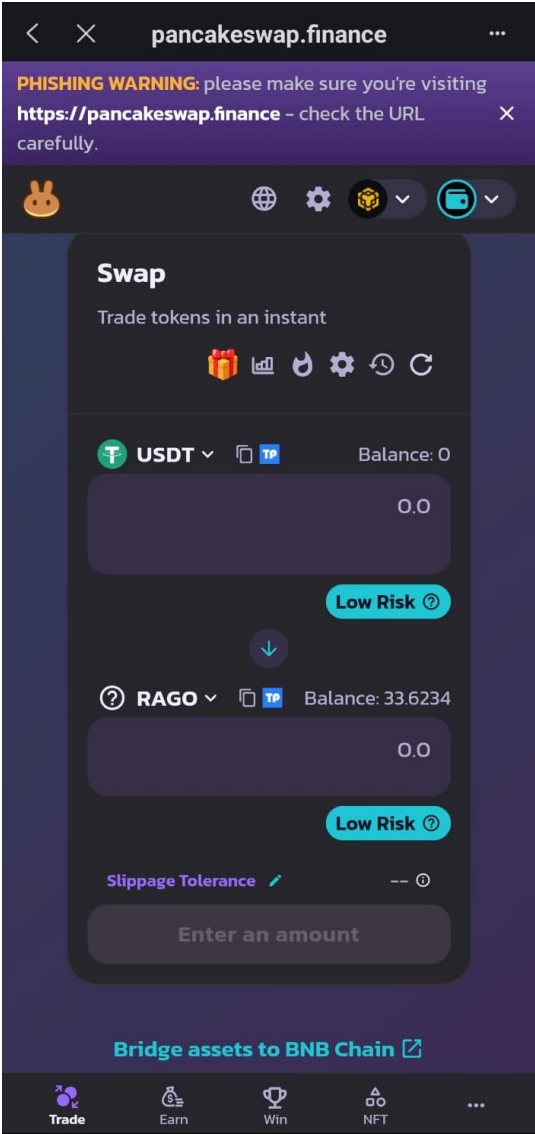 pancakeswap.finance
PHISHING WARNING: please make sure you're visiting
https://pancakeswap.finance - check the URL
carefully.
Swap
Trade tokens in an instant
USDT TP Balance: 0
0.0
Low Risk
RAGO TP Balance: 33.6234
0.0
Low Risk
Slippage Tolerance --
Enter an amount
Bridge assets to BNB Chain
Trade Earn Win NFT